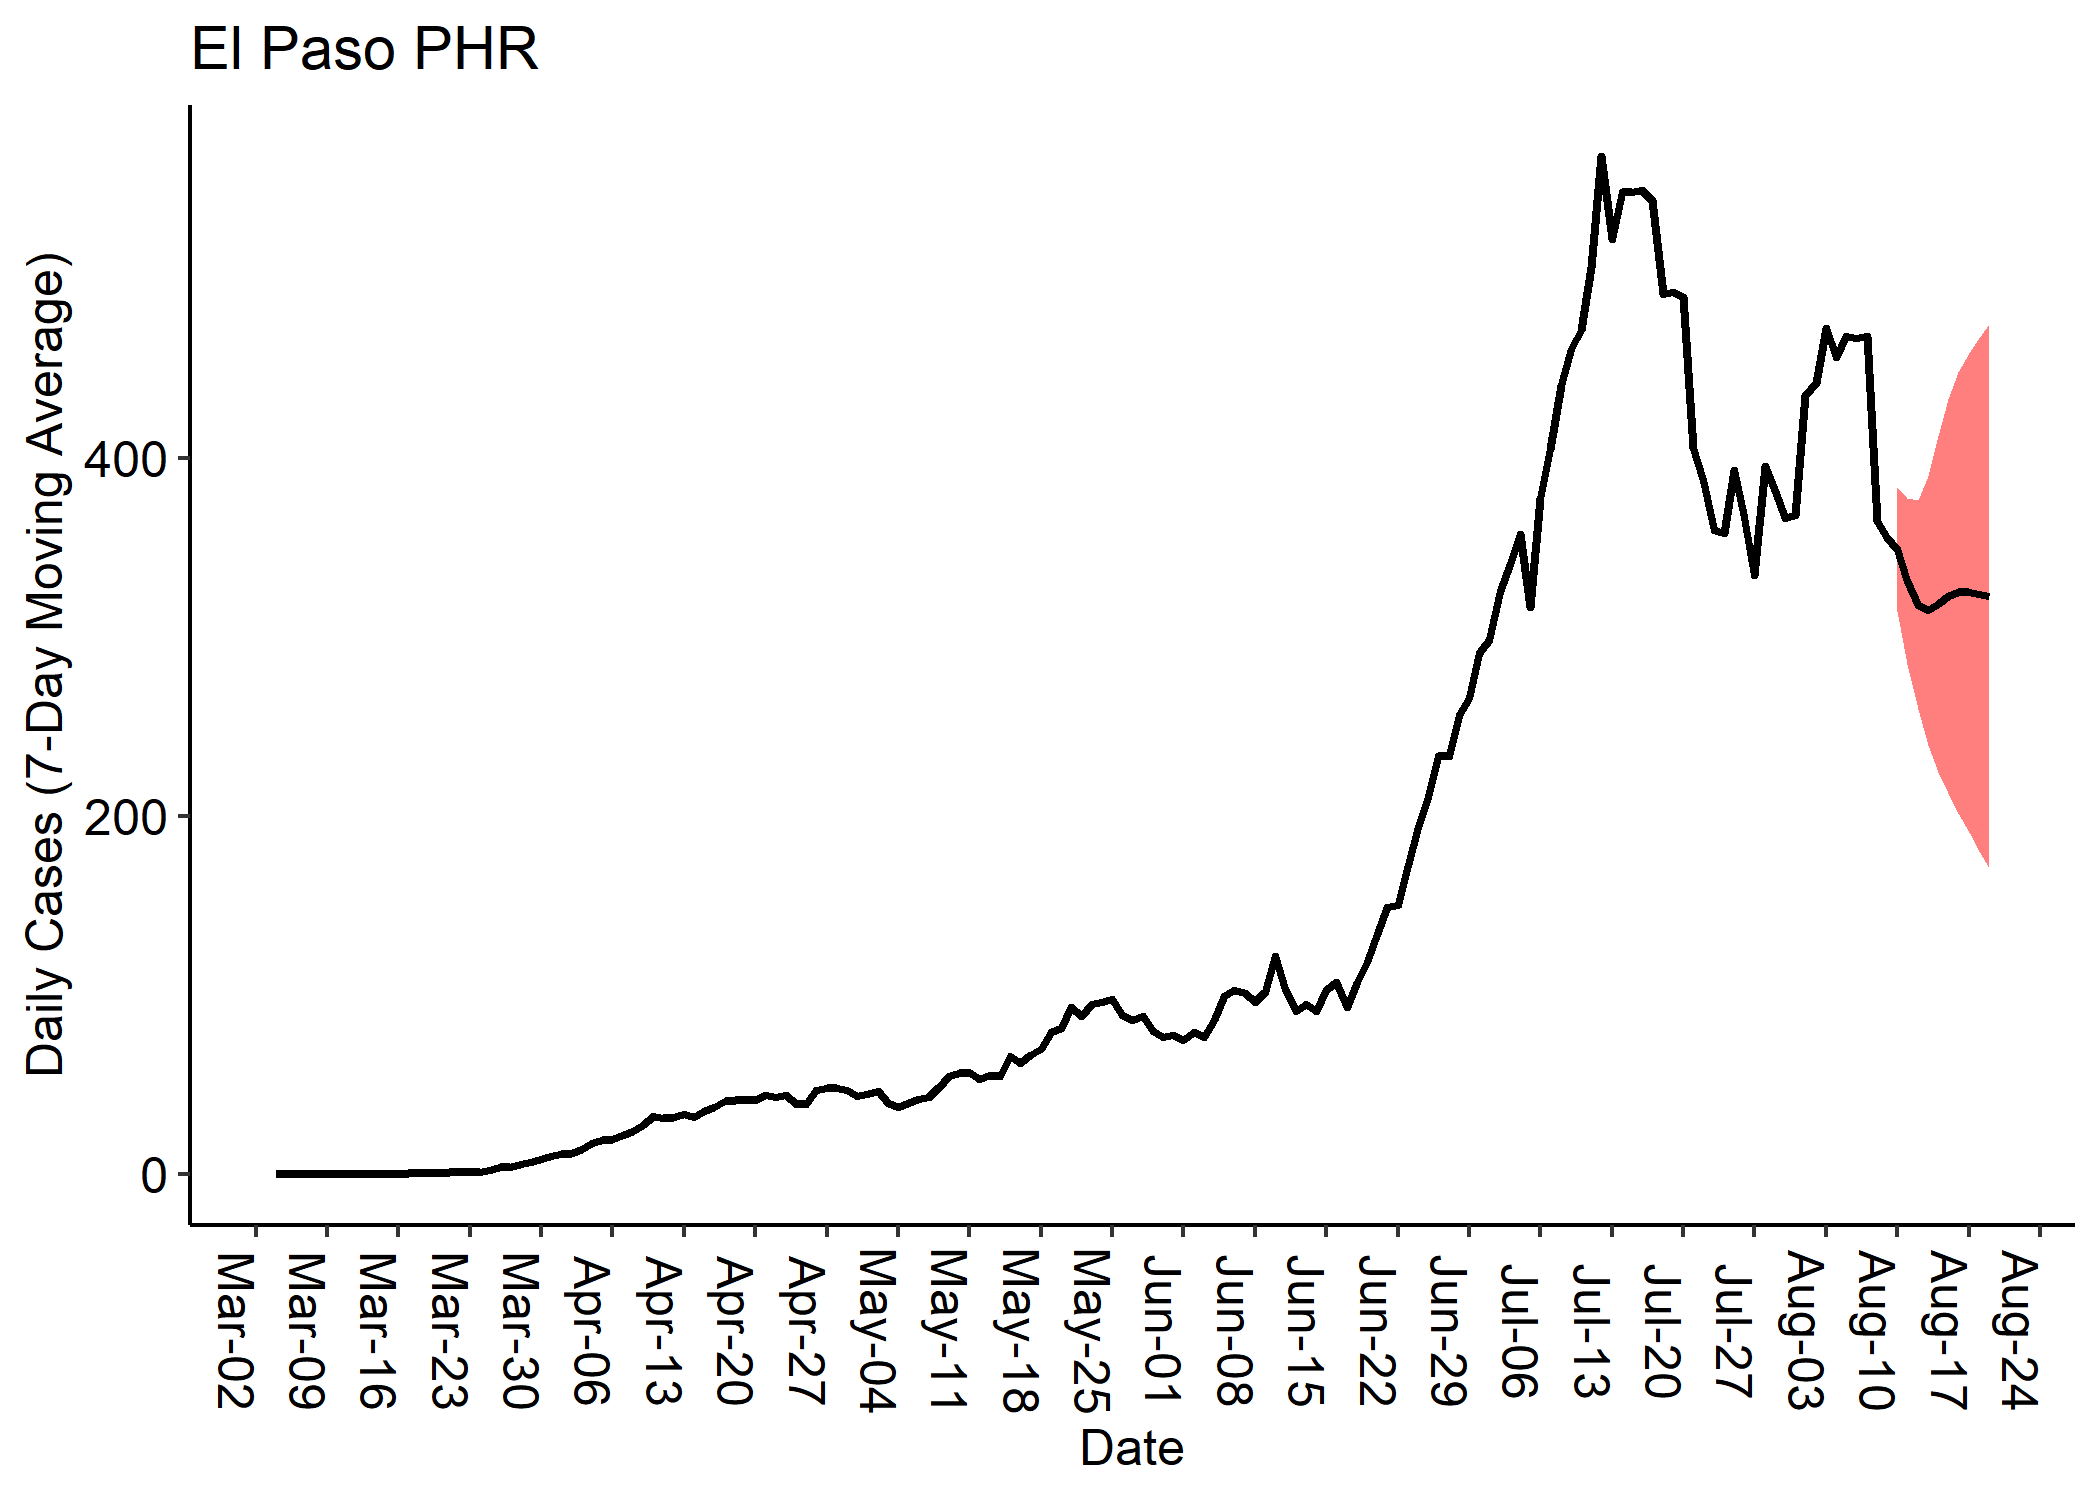 El Paso PHR
Daily Cases (7-Day Moving Average)
400
200
0
Mar-02
Mar-09
Mar-16
Mar-23
Mar-30
Apr-06
Apr-13
Apr-20
Apr-27
May-04
May-11
May-18
May-25
Jun-01
Jun-08
Jun-15
Jun-22
Jun-29
Jul-06
Jul-13
Jul-20
Jul-27
Aug-03
Aug-10
Aug-17
Aug-24
Date